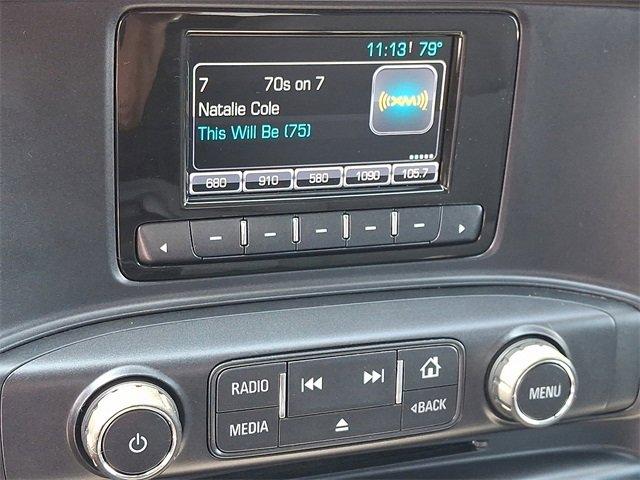 11:13 79°
7 70s on 7
Natalie Cole
((XM))
This Will Be (75)
680 910 580 1090 105.7
RADIO
MEDIA
BACK
MENU